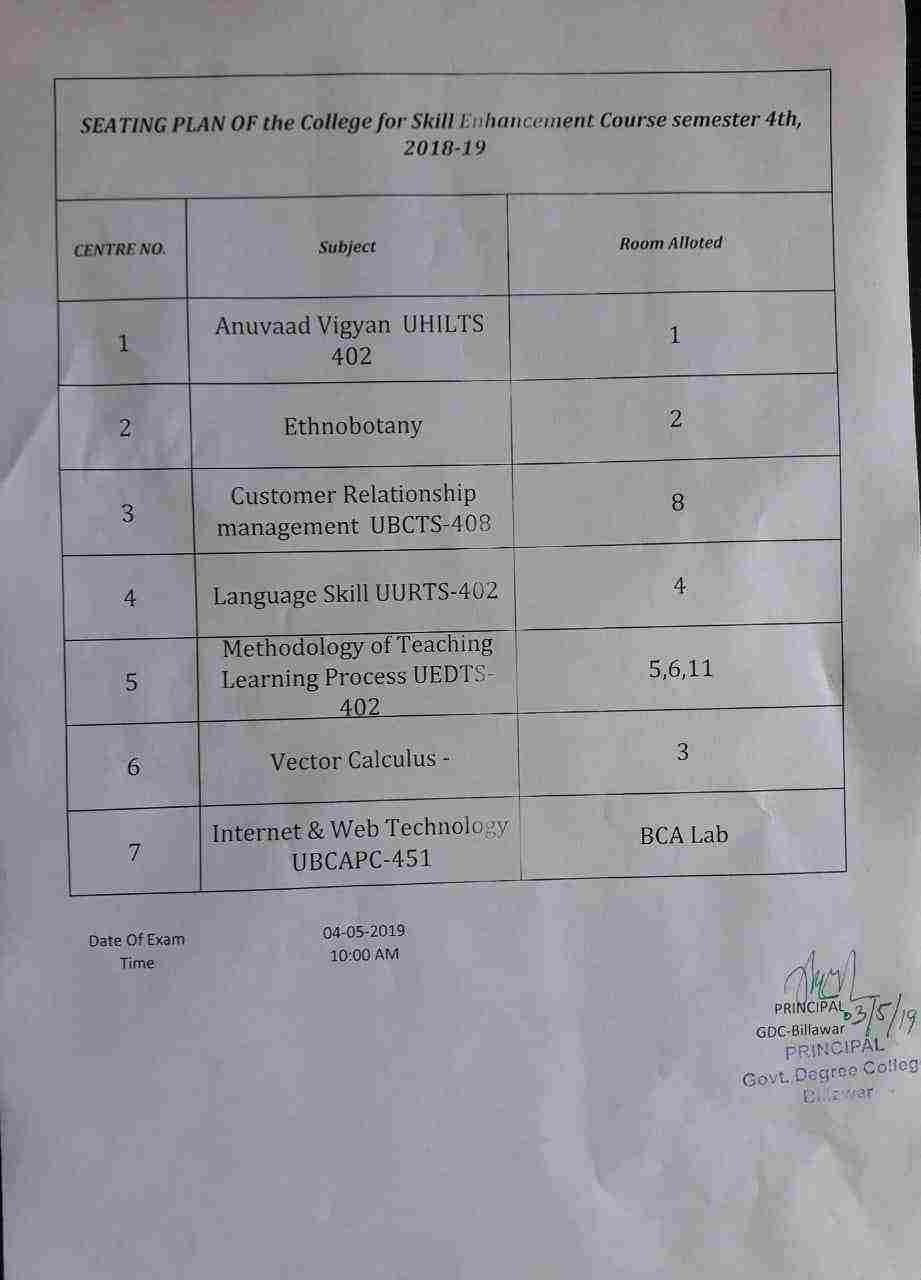 SEATING PLAN OF the College for Skill Enhancement Course semester 4th,
2018-19
CENTRE NO. Subject Room Alloted
1 Anuvaad Vigyan UHILTS 1
402
2 Ethnobotany 2
3 Customer Relationship 8
management UBCTS-408
4 Language Skill UURTS-402 4
Methodology of Teaching
5 Learning Process UEDTS- 5,6,11
402
6 Vector Calculus - 3
7 Internet & Web Technology BCA Lab
UBCAPC-451
Date Of Exam 04-05-2019
Time 10:00 AM
PRINCIPAL
GDC-Billawar
03/5/19
PRINCIPAL
Govt. Degree Colleg
Billawar